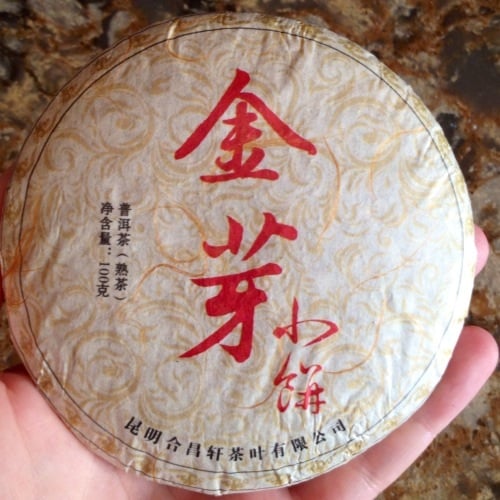 金芽
小饼
普洱茶（熟茶）
净含量：100克
昆明合昌轩茶叶有限公司